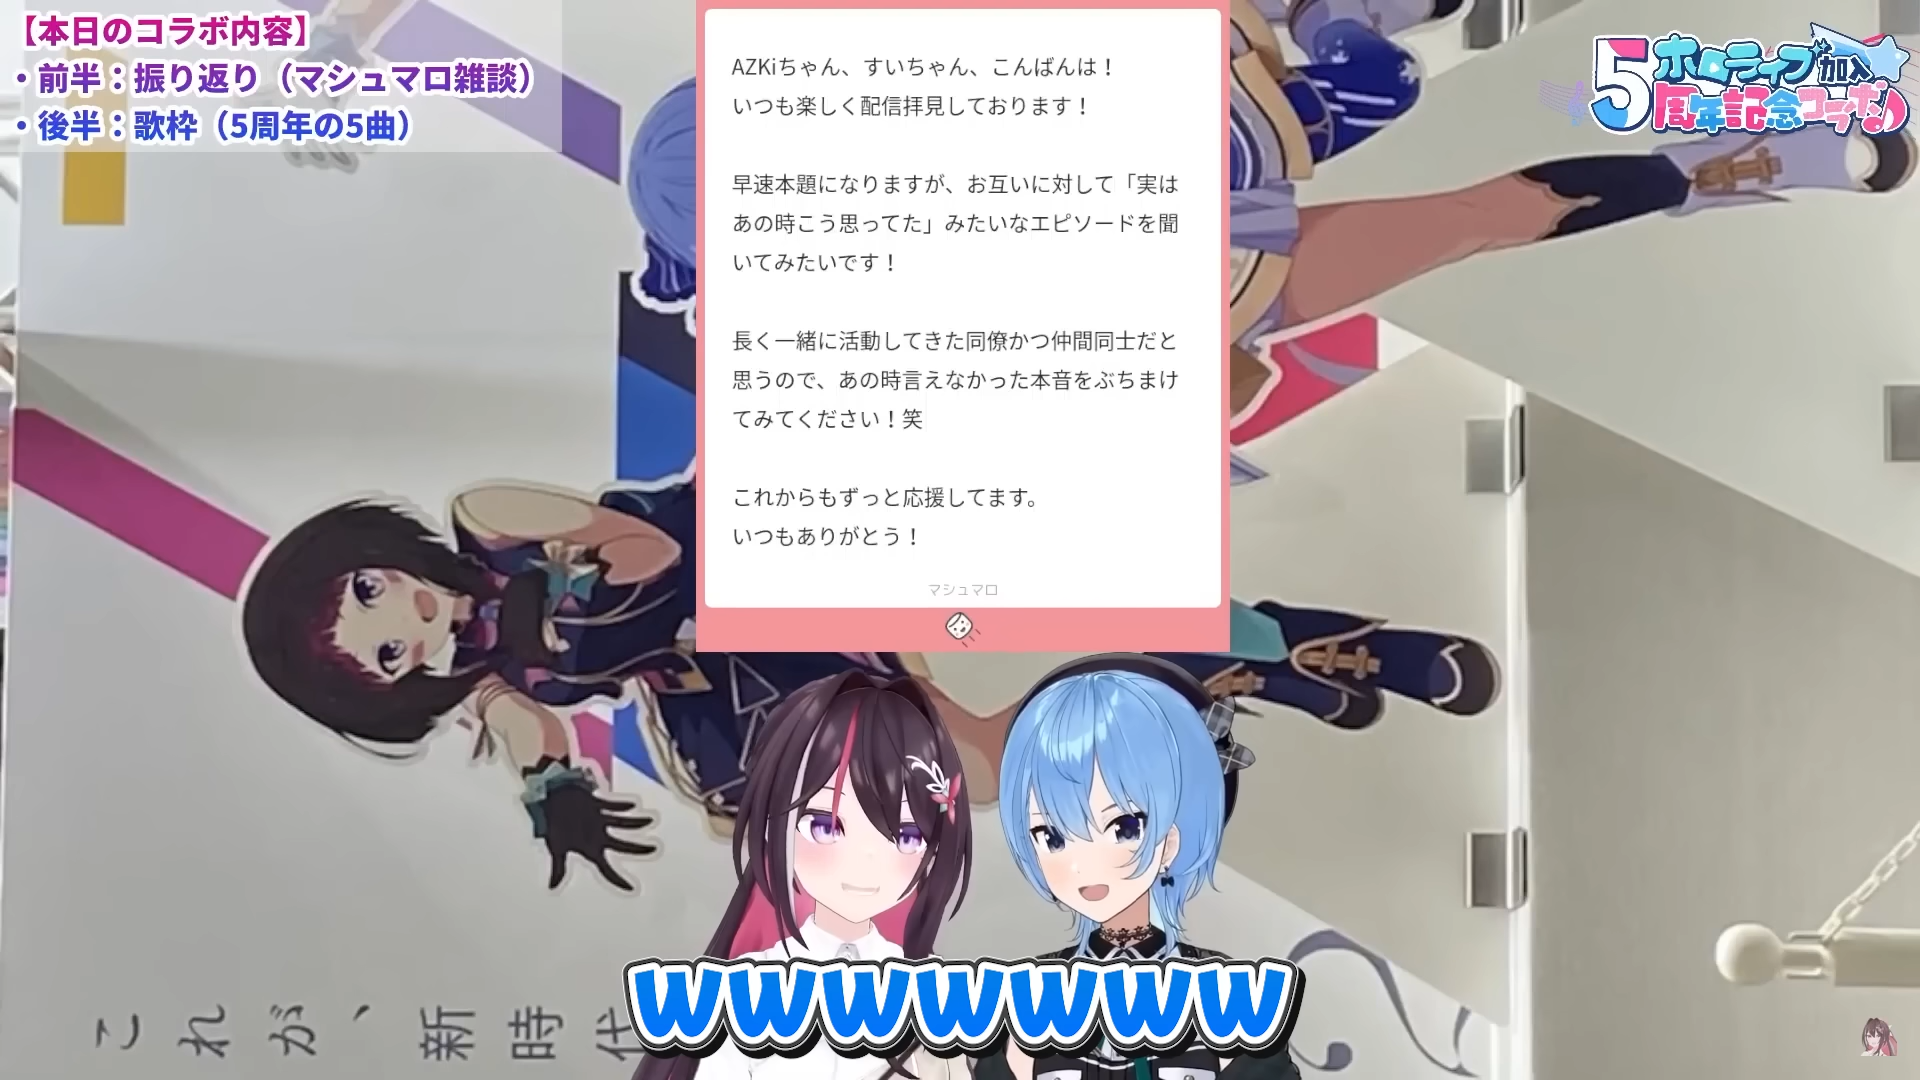 【本日のコラボ内容】
・前半：振り返り（マシュマロ雑談）
・後半：歌枠（5周年の5曲）
5ホロライブ加入
周年記念コラボ
AZKiちゃん、すいちゃん、こんばんは！
いつも楽しく配信拝見しております！
早速本題になりますが、お互いに対して「実は
あの時こう思ってた」みたいなエピソードを聞
いてみたいです！
長く一緒に活動してきた同僚かつ仲間同士だと
思うので、あの時言えなかった本音をぶちまけ
てみてください！笑
これからもずっと応援してます。
いつもありがとう！
マシュマロ
これが、新時代
wwwwwww